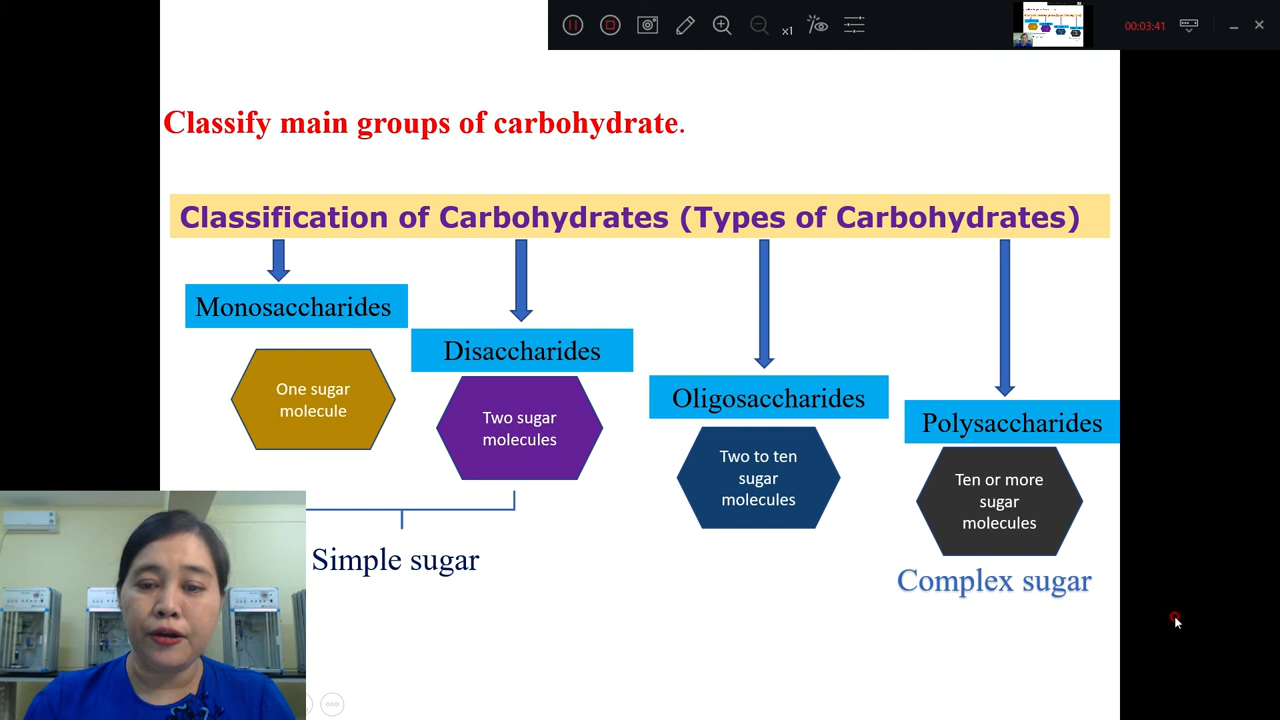 x1
00:03:41
Classify main groups of carbohydrate.
Classification of Carbohydrates (Types of Carbohydrates)
Monosaccharides
One sugar
molecule
Disaccharides
Two sugar
molecules
Oligosaccharides
Two to ten
sugar
molecules
Polysaccharides
Ten or more
sugar
molecules
Simple sugar
Complex sugar